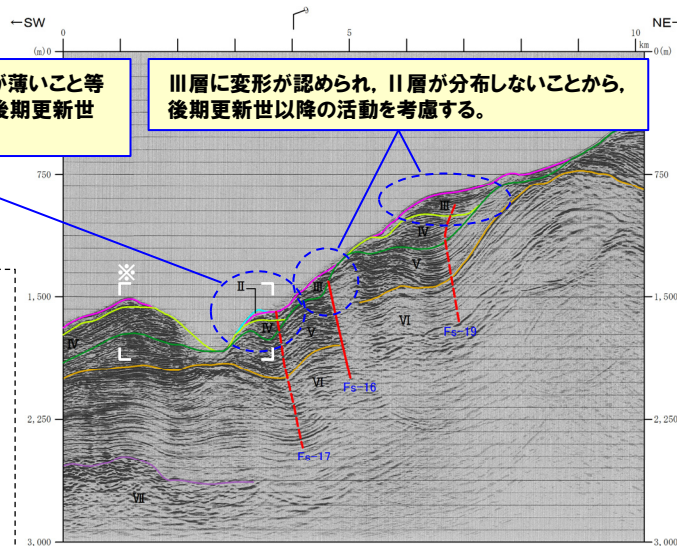 ←SW
9
NE-
0
5
10
km
(m)0
0(m)
が薄いこと等
後期更新世
Ⅲ層に変形が認められ, Ⅱ層が分布しないことから,
後期更新世以降の活動を考慮する。
750
750
Ⅲ
Ⅳ
Ⅴ
※
Ⅱ
Ⅲ
1,500
1,500
Ⅳ
Ⅳ
Ⅴ
Ⅵ
Fs-19
Ⅵ
Fs-16
2,250
2,250
Fs-17
Ⅶ
3,000
3,000